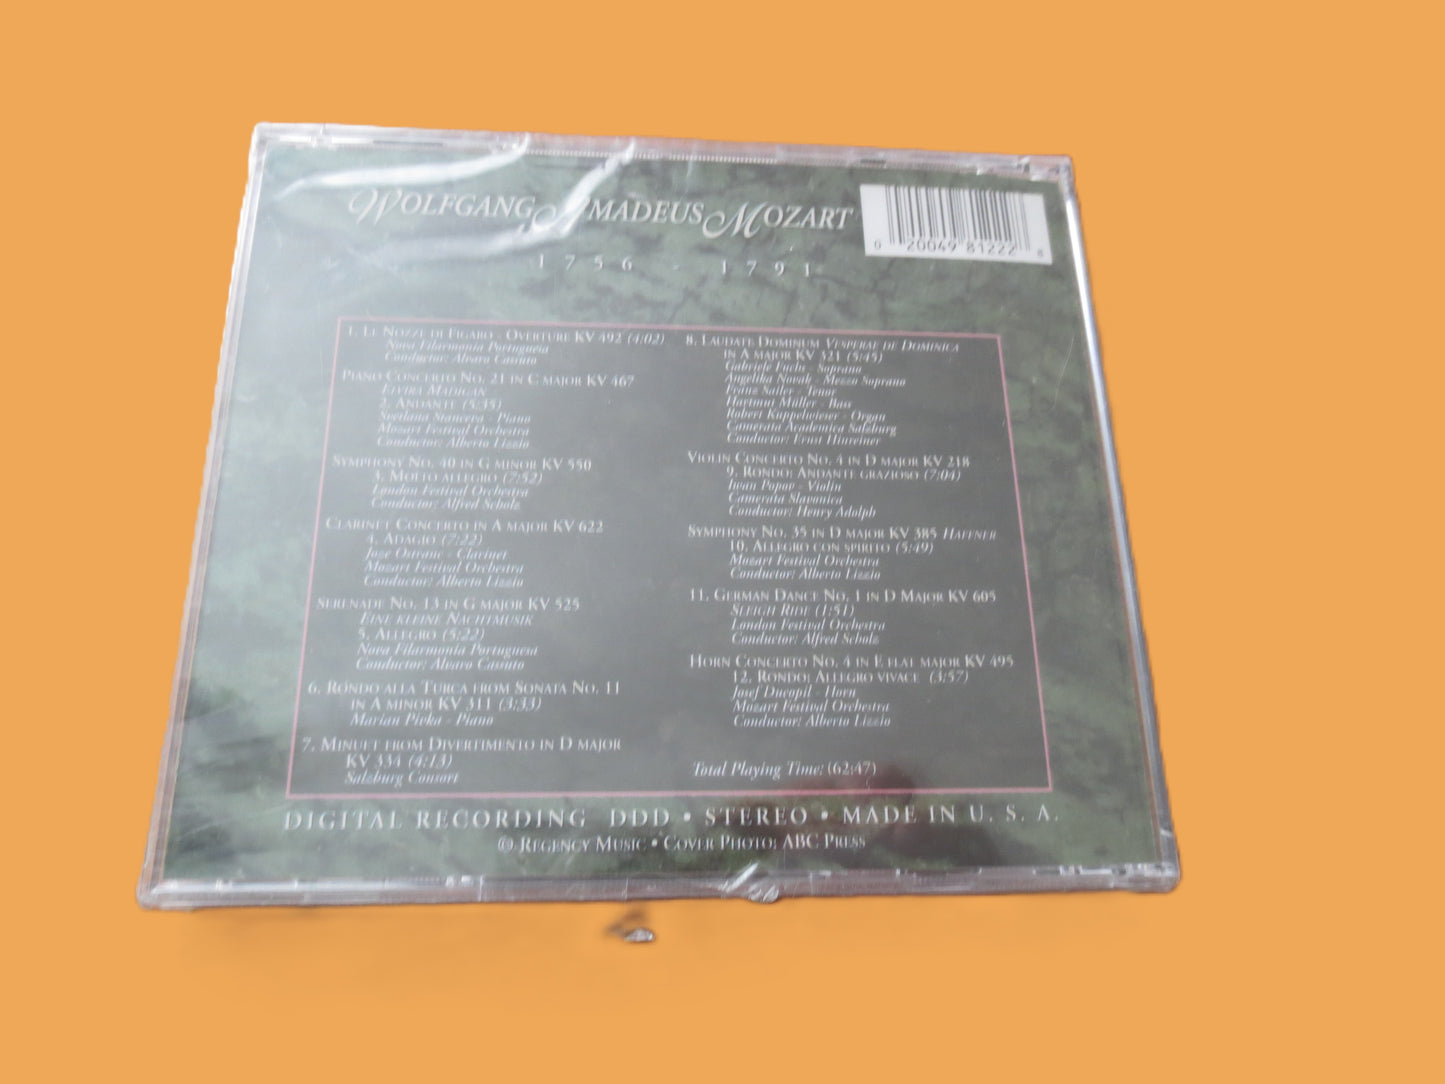 WOLFGANG AMADEUS MOZART
1756 - 1791
0 20049 81222 8
1. LE NOZZE DI FIGARO - OVERTURE KV 492 (4:02)
Nova Filarmonia Portuguesa
Conductor: Alvaro Cassuto
PIANO CONCERTO NO. 21 IN C MAJOR KV 467
ELVIRA MADIGAN
2. ANDANTE (5:35)
Svetlana Stanceva - Piano
Mozart Festival Orchestra
Conductor: Alberto Lizzio
SYMPHONY NO. 40 IN G MINOR KV 550
3. MOLTO ALLEGRO (7:52)
London Festival Orchestra
Conductor: Alfred Scholz
CLARINET CONCERTO IN A MAJOR KV 622
4. ADAGIO (7:22)
Joze Ostranc - Clarinet
Mozart Festival Orchestra
Conductor: Alberto Lizzio
SERENADE NO. 13 IN G MAJOR KV 525
EINE KLEINE NACHTMUSIK
5. ALLEGRO (5:22)
Nova Filarmonia Portuguesa
Conductor: Alvaro Cassuto
6. RONDO ALLA TURCA FROM SONATA NO. 11
IN A MINOR KV 311 (3:33)
Marian Pivka - Piano
7. MINUET FROM DIVERTIMENTO IN D MAJOR
KV 334 (4:13)
Salzburg Consort
8. LAUDATE DOMINUM VESPERAE DE DOMINICA
IN A MAJOR KV 321 (5:45)
Gabriele Fuchs - Soprano
Angelika Novak - Mezzo Soprano
Franz Sailer - Tenor
Hartmut Müller - Bass
Robert Kuppelwieser - Organ
Camerata Academica Salzburg
Conductor: Ernst Hinreiner
VIOLIN CONCERTO NO. 4 IN D MAJOR KV 218
9. RONDO: ANDANTE GRAZIOSO (7:04)
Iwan Popov - Violin
Camerata Slavonica
Conductor: Henry Adolph
SYMPHONY NO. 35 IN D MAJOR KV 385 HAFFNER
10. ALLEGRO CON SPIRITO (5:49)
Mozart Festival Orchestra
Conductor: Alberto Lizzio
11. GERMAN DANCE NO. 1 IN D MAJOR KV 605
SLEIGH RIDE (1:51)
London Festival Orchestra
Conductor: Alfred Scholz
HORN CONCERTO NO. 4 IN E FLAT MAJOR KV 495
12. RONDO: ALLEGRO VIVACE (3:57)
Josef Ducopil - Horn
Mozart Festival Orchestra
Conductor: Alberto Lizzio
Total Playing Time: (62:47)
DIGITAL RECORDING DDD • STEREO • MADE IN U. S. A.
© REGENCY MUSIC • COVER PHOTO: ABC PRESS